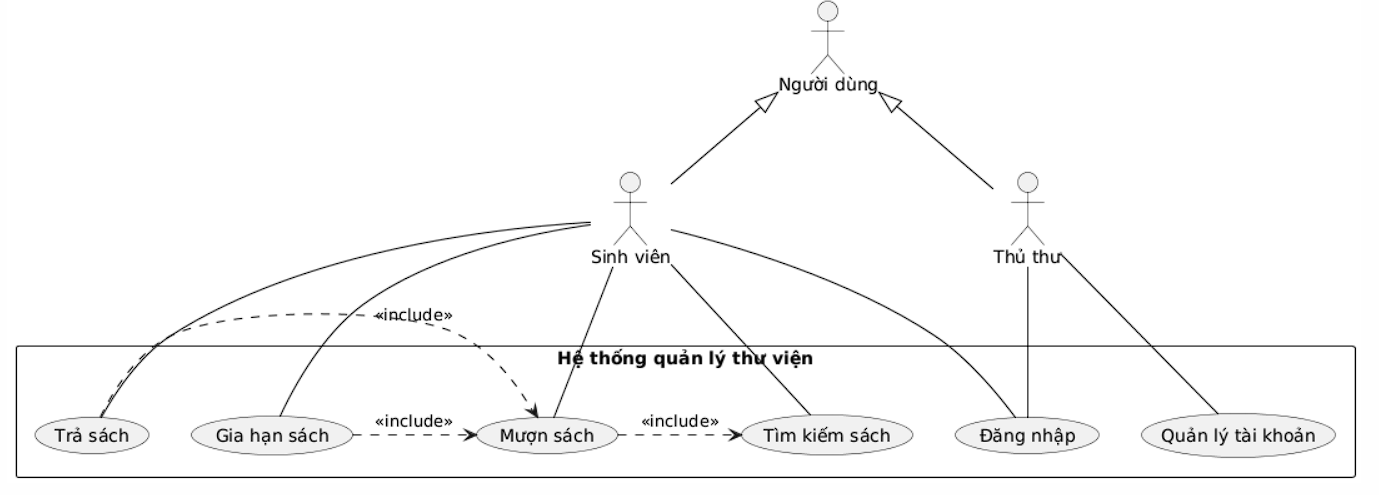 Người dùng
Sinh viên
Thủ thư
«include»
Hệ thống quản lý thư viện
«include»
«include»
Trả sách
Gia hạn sách
Mượn sách
Tìm kiếm sách
Đăng nhập
Quản lý tài khoản